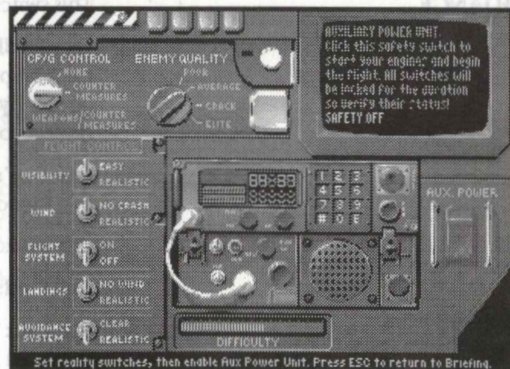 CP/G CONTROL
NONE
COUNTER
MEASURES
WEAPONS/COUNTER
MEASURES
ENEMY QUALITY
POOR
AVERAGE
CRACK
ELITE
AUXILIARY POWER UNIT.
Click this safety switch to
start your engines and begin
the flight. All switches will
be locked for the duration
so verify their status!
SAFETY OFF
FLIGHT CONTROL
VISIBILITY
EASY
REALISTIC
WIND
NO CRASH
REALISTIC
FLIGHT
SYSTEM
ON
OFF
LANDINGS
NO WIND
REALISTIC
AVOIDANCE
SYSTEM
CLEAR
REALISTIC
88:88
1 2 3
4 5 6
7 8 9
# 0 E
AUX. POWER
DIFFICULTY
Set reality switches, then enable Aux Power Unit. Press ESC to return to Briefing.